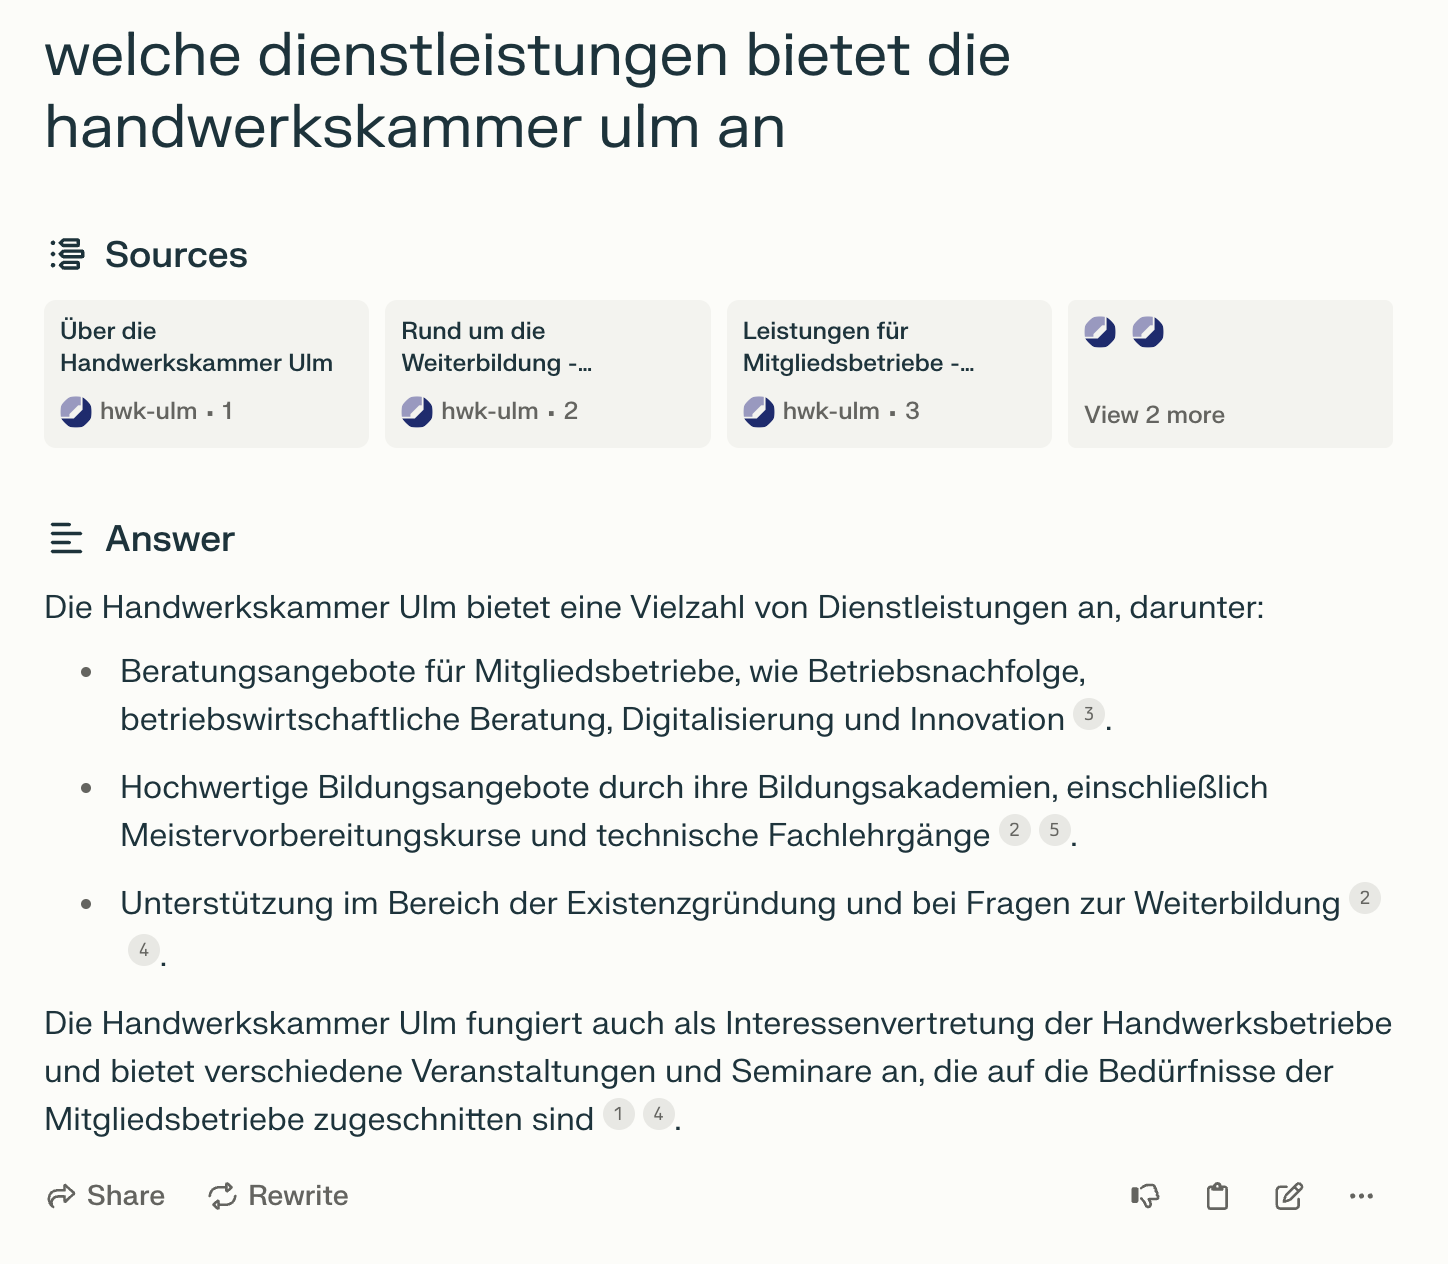 welche dienstleistungen bietet die
handwerkskammer ulm an
Sources
Über die
Handwerkskammer Ulm
hwk-ulm · 1
Rund um die
Weiterbildung -...
hwk-ulm · 2
Leistungen für
Mitgliedsbetriebe -...
hwk-ulm · 3
View 2 more
Answer
Die Handwerkskammer Ulm bietet eine Vielzahl von Dienstleistungen an, darunter:
• Beratungsangebote für Mitgliedsbetriebe, wie Betriebsnachfolge,
betriebswirtschaftliche Beratung, Digitalisierung und Innovation 3.
• Hochwertige Bildungsangebote durch ihre Bildungsakademien, einschließlich
Meistervorbereitungskurse und technische Fachlehrgänge 2 5.
• Unterstützung im Bereich der Existenzgründung und bei Fragen zur Weiterbildung 2
4.
Die Handwerkskammer Ulm fungiert auch als Interessenvertretung der Handwerksbetriebe
und bietet verschiedene Veranstaltungen und Seminare an, die auf die Bedürfnisse der
Mitgliedsbetriebe zugeschnitten sind 1 4.
Share
Rewrite